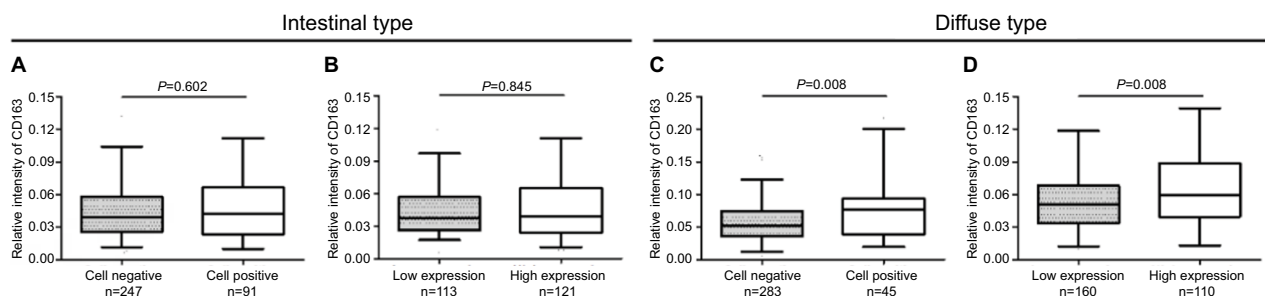 Intestinal type
Diffuse type
A
P=0.602
Relative intensity of CD163
0.15
0.12
0.09
0.06
0.03
0.00
Cell negative
n=247
Cell positive
n=91
B
P=0.845
Relative intensity of CD163
0.15
0.12
0.09
0.06
0.03
0.00
Low expression
n=113
High expression
n=121
C
P=0.008
Relative intensity of CD163
0.25
0.20
0.15
0.10
0.05
0.00
Cell negative
n=283
Cell positive
n=45
D
P=0.008
Relative intensity of CD163
0.15
0.12
0.09
0.06
0.03
0.00
Low expression
n=160
High expression
n=110